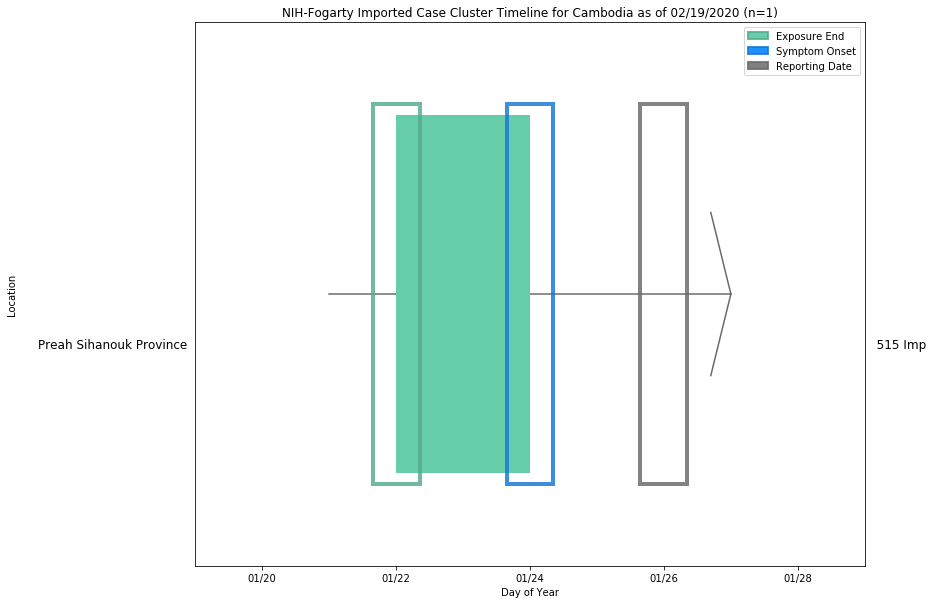 NIH-Fogarty Imported Case Cluster Timeline for Cambodia as of 02/19/2020 (n=1)
Exposure End
Symptom Onset
Reporting Date
Location
Preah Sihanouk Province
515 Imp
01/20 01/22 01/24 01/26 01/28
Day of Year